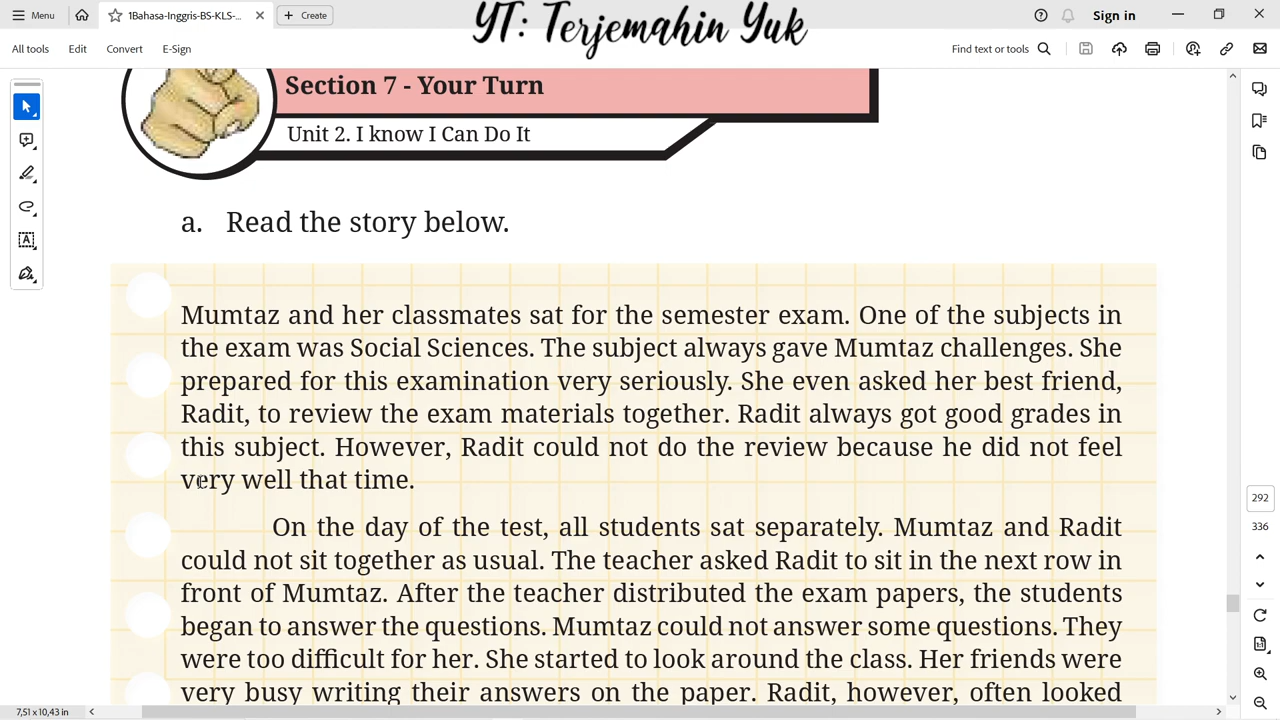 Menu
1Bahasa-Inggris-BS-KLS-...
Create
YT: Terjemahin Yuk
Sign in
All tools
Edit
Convert
E-Sign
Find text or tools
Section 7 - Your Turn
Unit 2. I know I Can Do It
a. Read the story below.
Mumtaz and her classmates sat for the semester exam. One of the subjects in
the exam was Social Sciences. The subject always gave Mumtaz challenges. She
prepared for this examination very seriously. She even asked her best friend,
Radit, to review the exam materials together. Radit always got good grades in
this subject. However, Radit could not do the review because he did not feel
very well that time.
On the day of the test, all students sat separately. Mumtaz and Radit
could not sit together as usual. The teacher asked Radit to sit in the next row in
front of Mumtaz. After the teacher distributed the exam papers, the students
began to answer the questions. Mumtaz could not answer some questions. They
were too difficult for her. She started to look around the class. Her friends were
very busy writing their answers on the paper. Radit, however, often looked
292
336
7,51 x 10,43 in